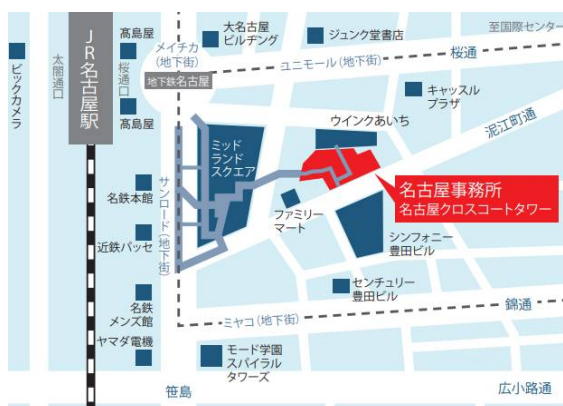 ビックカメラ
太閤通口
JR名古屋駅
髙島屋
桜通口
髙島屋
メイチカ
(地下街)
地下鉄名古屋
大名古屋
ビルヂング
ジュンク堂書店
至国際センター
桜通
ユニモール(地下街)
キャッスル
プラザ
ウインクあいち
泥江町通
ミッド
ランド
スクエア
サンロード(地下街)
名鉄本館
近鉄パッセ
名鉄
メンズ館
ヤマダ電機
ファミリー
マート
名古屋事務所
名古屋クロスコートタワー
シンフォニー
豊田ビル
センチュリー
豊田ビル
錦通
ミヤコ(地下街)
モード学園
スパイラル
タワーズ
笹島
広小路通